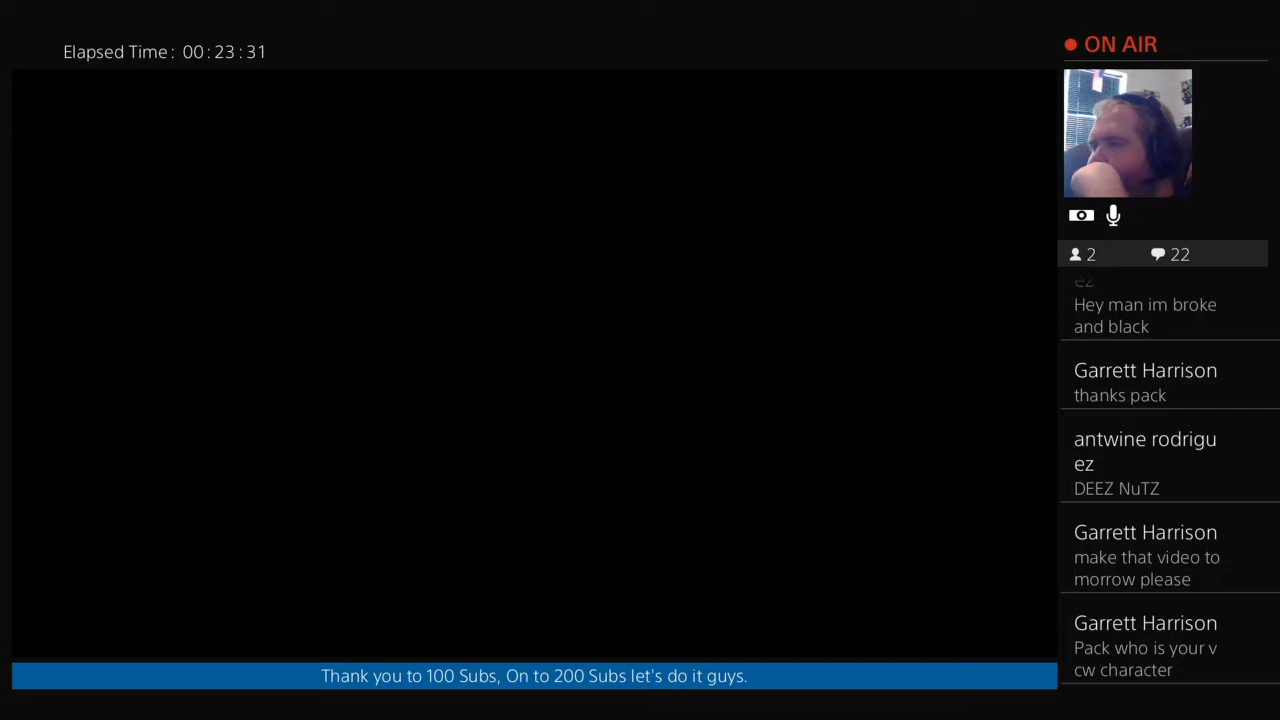 Elapsed Time: 00:23:31
ON AIR
2 22
ez
Hey man im broke
and black
Garrett Harrison
thanks pack
antwine rodrigu
ez
DEEZ NuTZ
Garrett Harrison
make that video to
morrow please
Garrett Harrison
Pack who is your v
cw character
Thank you to 100 Subs, On to 200 Subs let's do it guys.